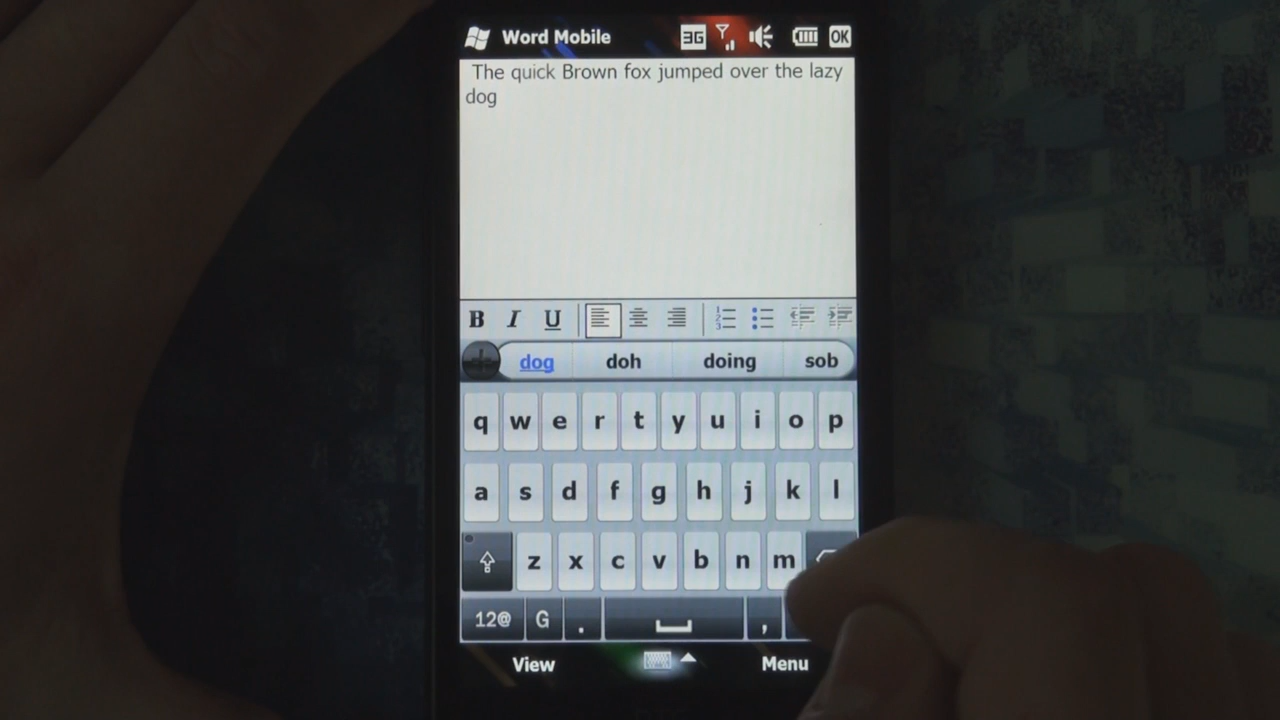 Word Mobile 3G OK
The quick Brown fox jumped over the lazy
dog
B I U
dog doh doing sob
q w e r t y u i o p
a s d f g h j k l
z x c v b n m
12@ G . ,
View Menu